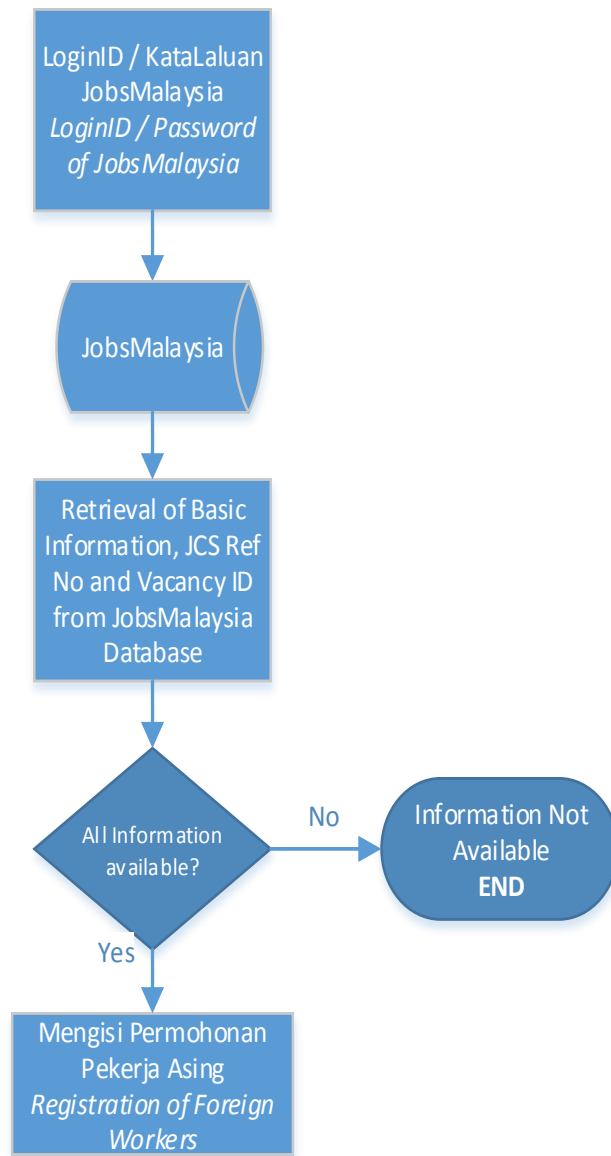 LoginID / KataLaluan
JobsMalaysia
LoginID / Password
of JobsMalaysia
JobsMalaysia
Retrieval of Basic
Information, JCS Ref
No and Vacancy ID
from JobsMalaysia
Database
All Information
available?
No
Information Not
Available
END
Yes
Mengisi Permohonan
Pekerja Asing
Registration of Foreign
Workers